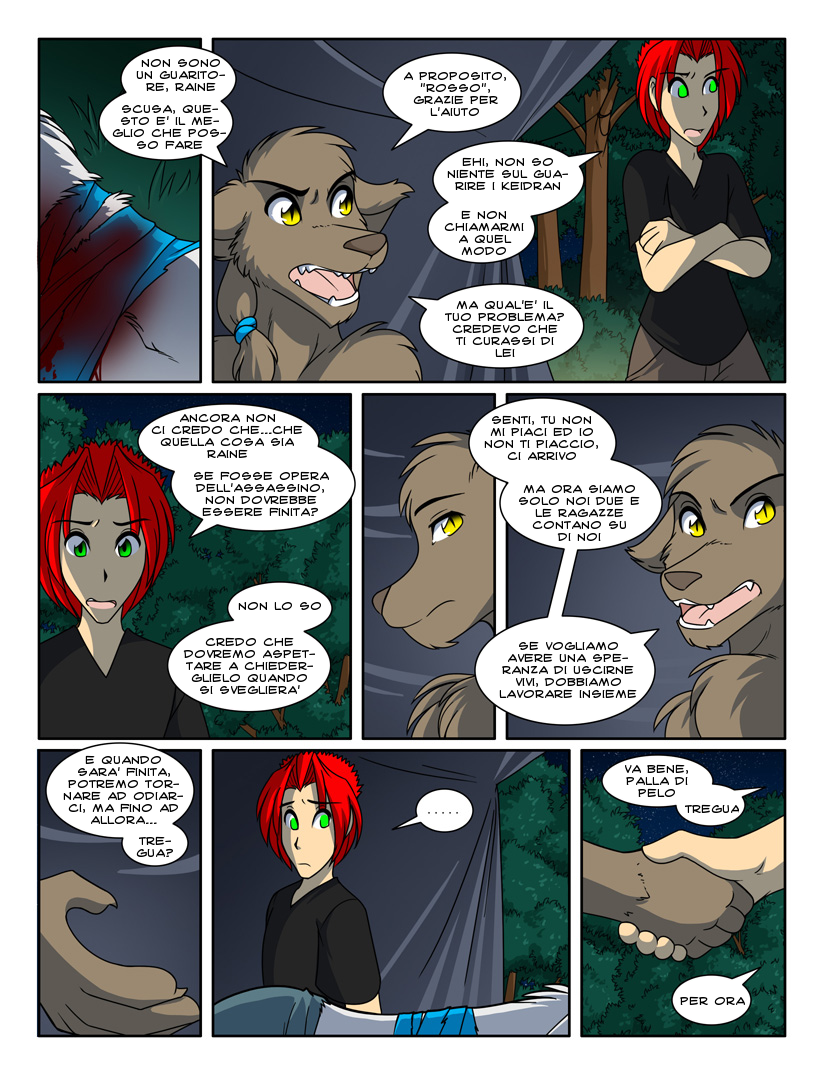 NON SONO
UN GUARITO-
RE, RAINE
SCUSA, QUE-
STO E' IL ME-
GLIO CHE POS-
SO FARE
A PROPOSITO,
"ROSSO",
GRAZIE PER
L'AIUTO
EHI, NON SO
NIENTE SUL GUA-
RIRE I KEIDRAN
E NON
CHIAMARMI
A QUEL
MODO
MA QUAL'E' IL
TUO PROBLEMA?
CREDEVO CHE
TI CURASSI DI
LEI
ANCORA NON
CI CREDO CHE...CHE
QUELLA COSA SIA
RAINE
SE FOSSE OPERA
DELL'ASSASSINO,
NON DOVREBBE
ESSERE FINITA?
NON LO SO
CREDO CHE
DOVREMO ASPET-
TARE A CHIEDER-
GLIELO QUANDO
SI SVEGLIERA'
SENTI, TU NON
MI PIACI ED IO
NON TI PIACCIO,
CI ARRIVO
MA ORA SIAMO
SOLO NOI DUE E
LE RAGAZZE
CONTANO SU
DI NOI
SE VOGLIAMO
AVERE UNA SPE-
RANZA DI USCIRNE
VIVI, DOBBIAMO
LAVORARE INSIEME
E QUANDO
SARA' FINITA,
POTREMO TOR-
NARE AD ODIAR-
CI, MA FINO AD
ALLORA...
TRE-
GUA?
.....
VA BENE,
PALLA DI
PELO
TREGUA
PER ORA